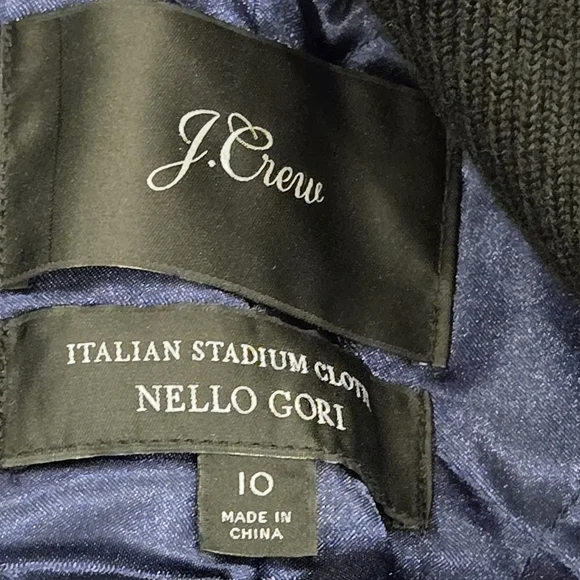 J.Crew
ITALIAN STADIUM CLOTH
NELLO GORI
10
MADE IN
CHINA